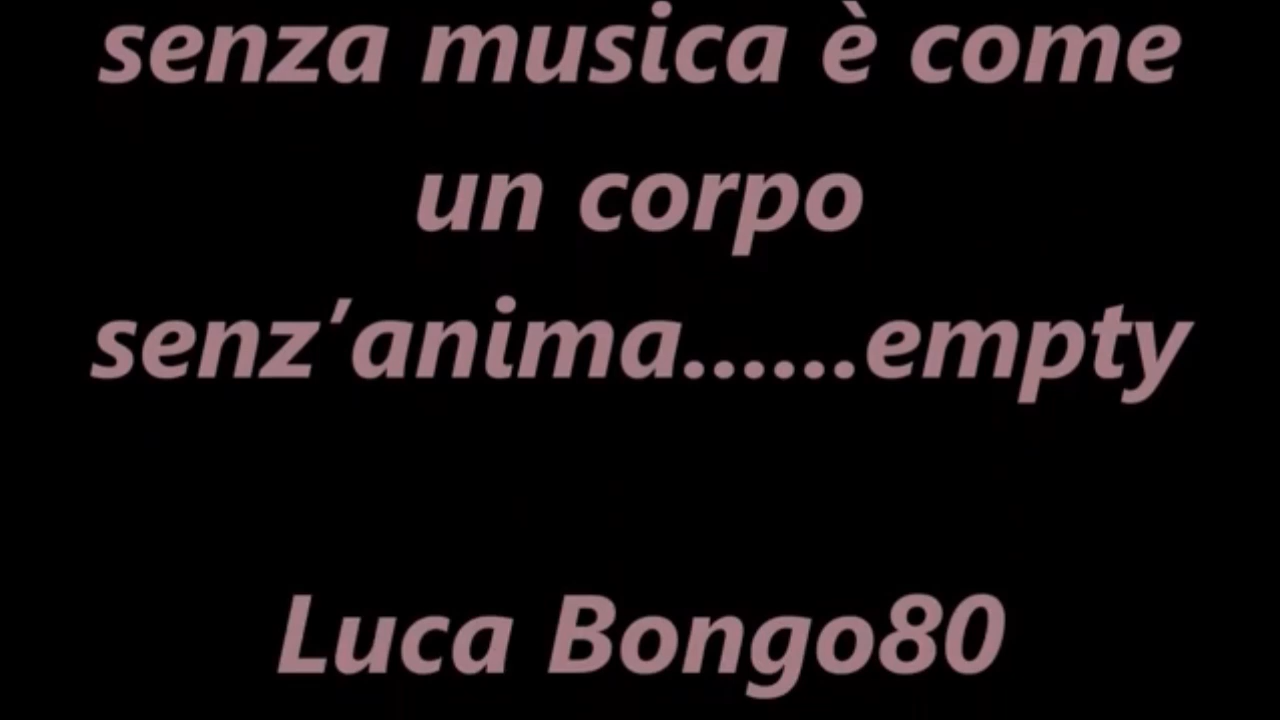 senza musica è come
un corpo
senz'anima......empty
Luca Bongo80